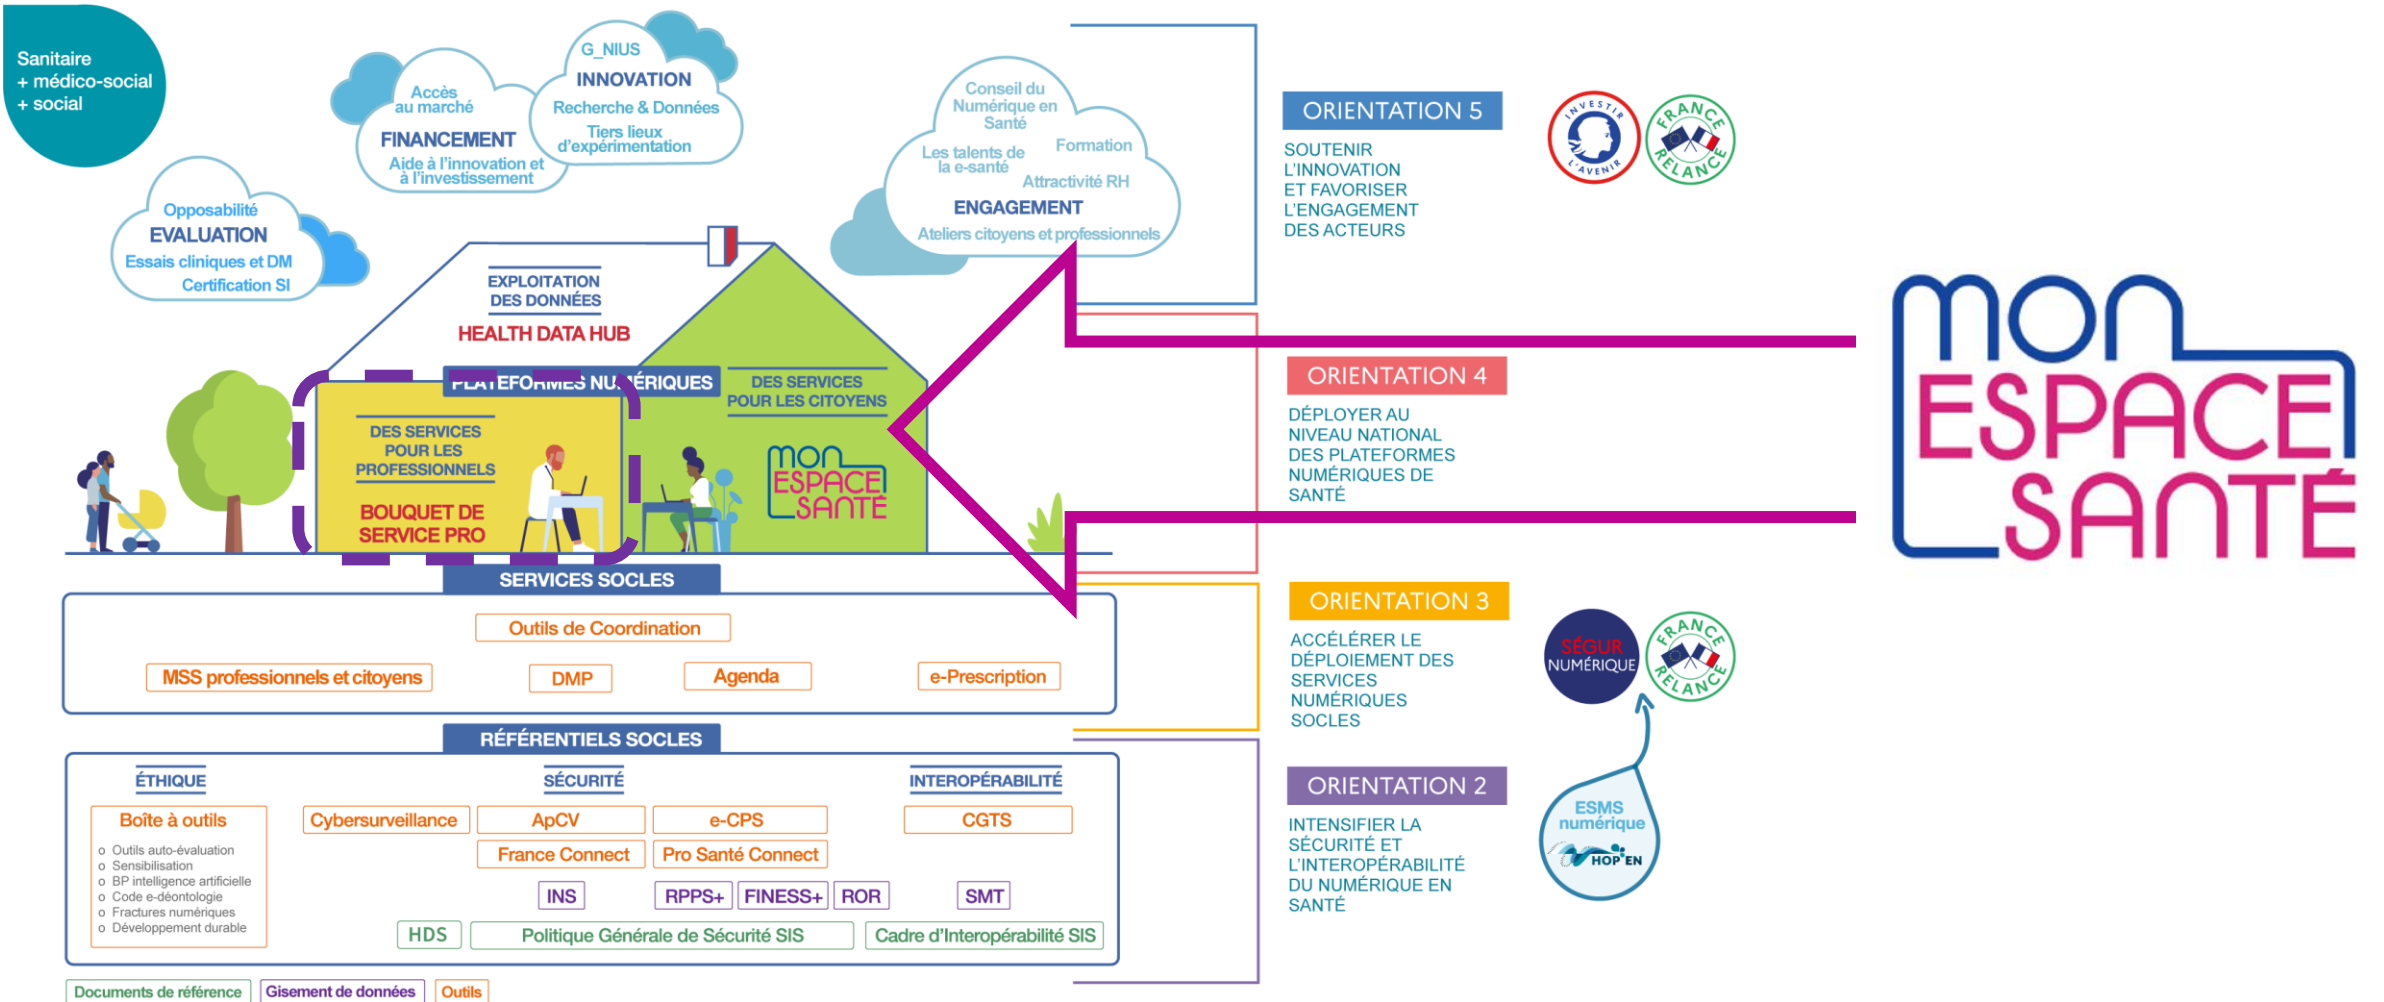 Sanitaire
+ médico-social
+ social
G_NIUS
INNOVATION
Recherche & Données
Tiers lieux
d'expérimentation
Accès
au marché
FINANCEMENT
Aide à l'innovation et
à l'investissement
Opposabilité
EVALUATION
Essais cliniques et DM
Certification SI
Conseil du
Numérique en
Santé
Formation
Les talents de
la e-santé
Attractivité RH
ENGAGEMENT
Ateliers citoyens et professionnels
ORIENTATION 5
SOUTENIR
L'INNOVATION
ET FAVORISER
L'ENGAGEMENT
DES ACTEURS
INVESTIR
L'AVENIR
FRANCE
RELANCE
EXPLOITATION
DES DONNÉES
HEALTH DATA HUB
PLATEFORMES NUMÉRIQUES
DES SERVICES
POUR LES CITOYENS
DES SERVICES
POUR LES
PROFESSIONNELS
BOUQUET DE
SERVICE PRO
mon
ESPACE
SANTÉ
ORIENTATION 4
DÉPLOYER AU
NIVEAU NATIONAL
DES PLATEFORMES
NUMÉRIQUES DE
SANTÉ
mon
ESPACE
SANTÉ
SERVICES SOCLES
Outils de Coordination
MSS professionnels et citoyens
DMP
Agenda
e-Prescription
ORIENTATION 3
ACCÉLÉRER LE
DÉPLOIEMENT DES
SERVICES
NUMÉRIQUES
SOCLES
SÉGUR
NUMÉRIQUE
FRANCE
RELANCE
RÉFÉRENTIELS SOCLES
ÉTHIQUE
Boîte à outils
o Outils auto-évaluation
o Sensibilisation
o BP intelligence artificielle
o Code e-déontologie
o Fractures numériques
o Développement durable
SÉCURITÉ
Cybersurveillance
ApCV
e-CPS
France Connect
Pro Santé Connect
INS
RPPS+
FINESS+
ROR
HDS
Politique Générale de Sécurité SIS
INTEROPÉRABILITÉ
CGTS
SMT
Cadre d'Interopérabilité SIS
ORIENTATION 2
INTENSIFIER LA
SÉCURITÉ ET
L'INTEROPÉRABILITÉ
DU NUMÉRIQUE EN
SANTÉ
ESMS
numérique
HOP'EN
Documents de référence
Gisement de données
Outils